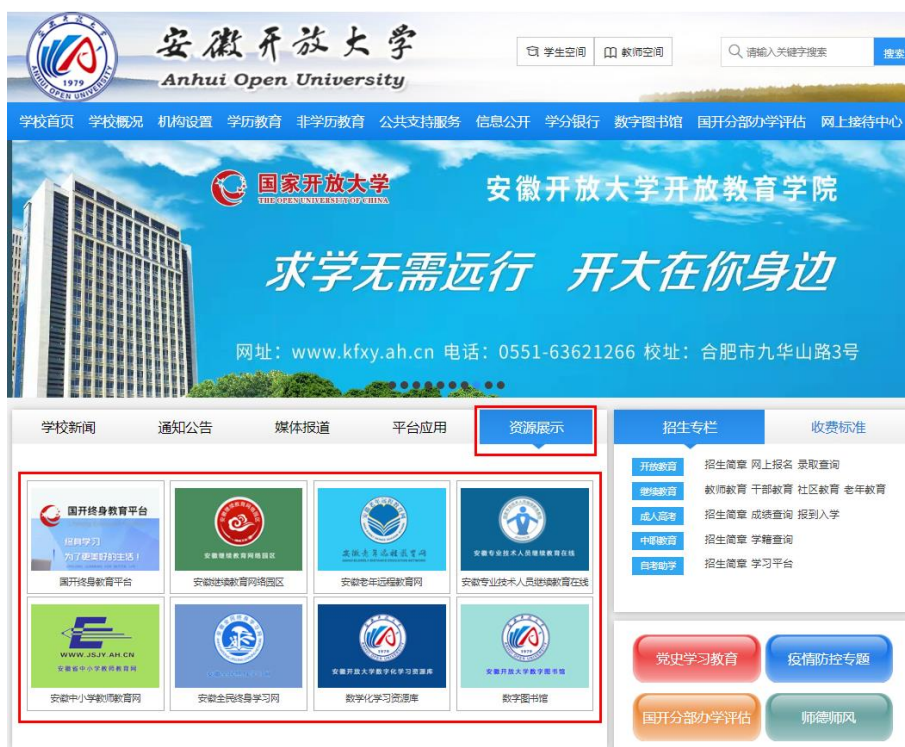 安徽开放大学
Anhui Open University
1979
学生空间 教师空间
请输入关键字搜索
搜索
学校首页 学校概况 机构设置 学历教育 非学历教育 公共支持服务 信息公开 学分银行 数字图书馆 国开分部办学评估 网上接待中心
国家开放大学
THE OPEN UNIVERSITY OF CHINA
安徽开放大学开放教育学院
求学无需远行 开大在你身边
网址：www.kfxy.ah.cn 电话：0551-63621266 校址：合肥市九华山路3号
学校新闻 通知公告 媒体报道 平台应用 资源展示
招生专栏 收费标准
开放教育 招生简章 网上报名 录取查询
继续教育 教师教育 干部教育 社区教育 老年教育
成人高考 招生简章 成绩查询 报到入学
中职教育 招生简章 学籍查询
自考助学 招生简章 学习平台
国开终身教育平台
但有学习
为了更美好的生活！
国开终身教育平台
安徽继续教育网络园区
安徽继续教育网络园区
安徽老年远程教育网
安徽老年远程教育网
安徽专业技术人员继续教育在线
安徽专业技术人员继续教育在线
WWW.JSJY.AH.CN
安徽省中小学教师教育网
安徽中小学教师教育网
安徽全民终身学习网
安徽开放大学数字化学习资源库
数学化学习资源库
安徽开放大学数字图书馆
数字图书馆
党史学习教育 疫情防控专题
国开分部办学评估 师德师风